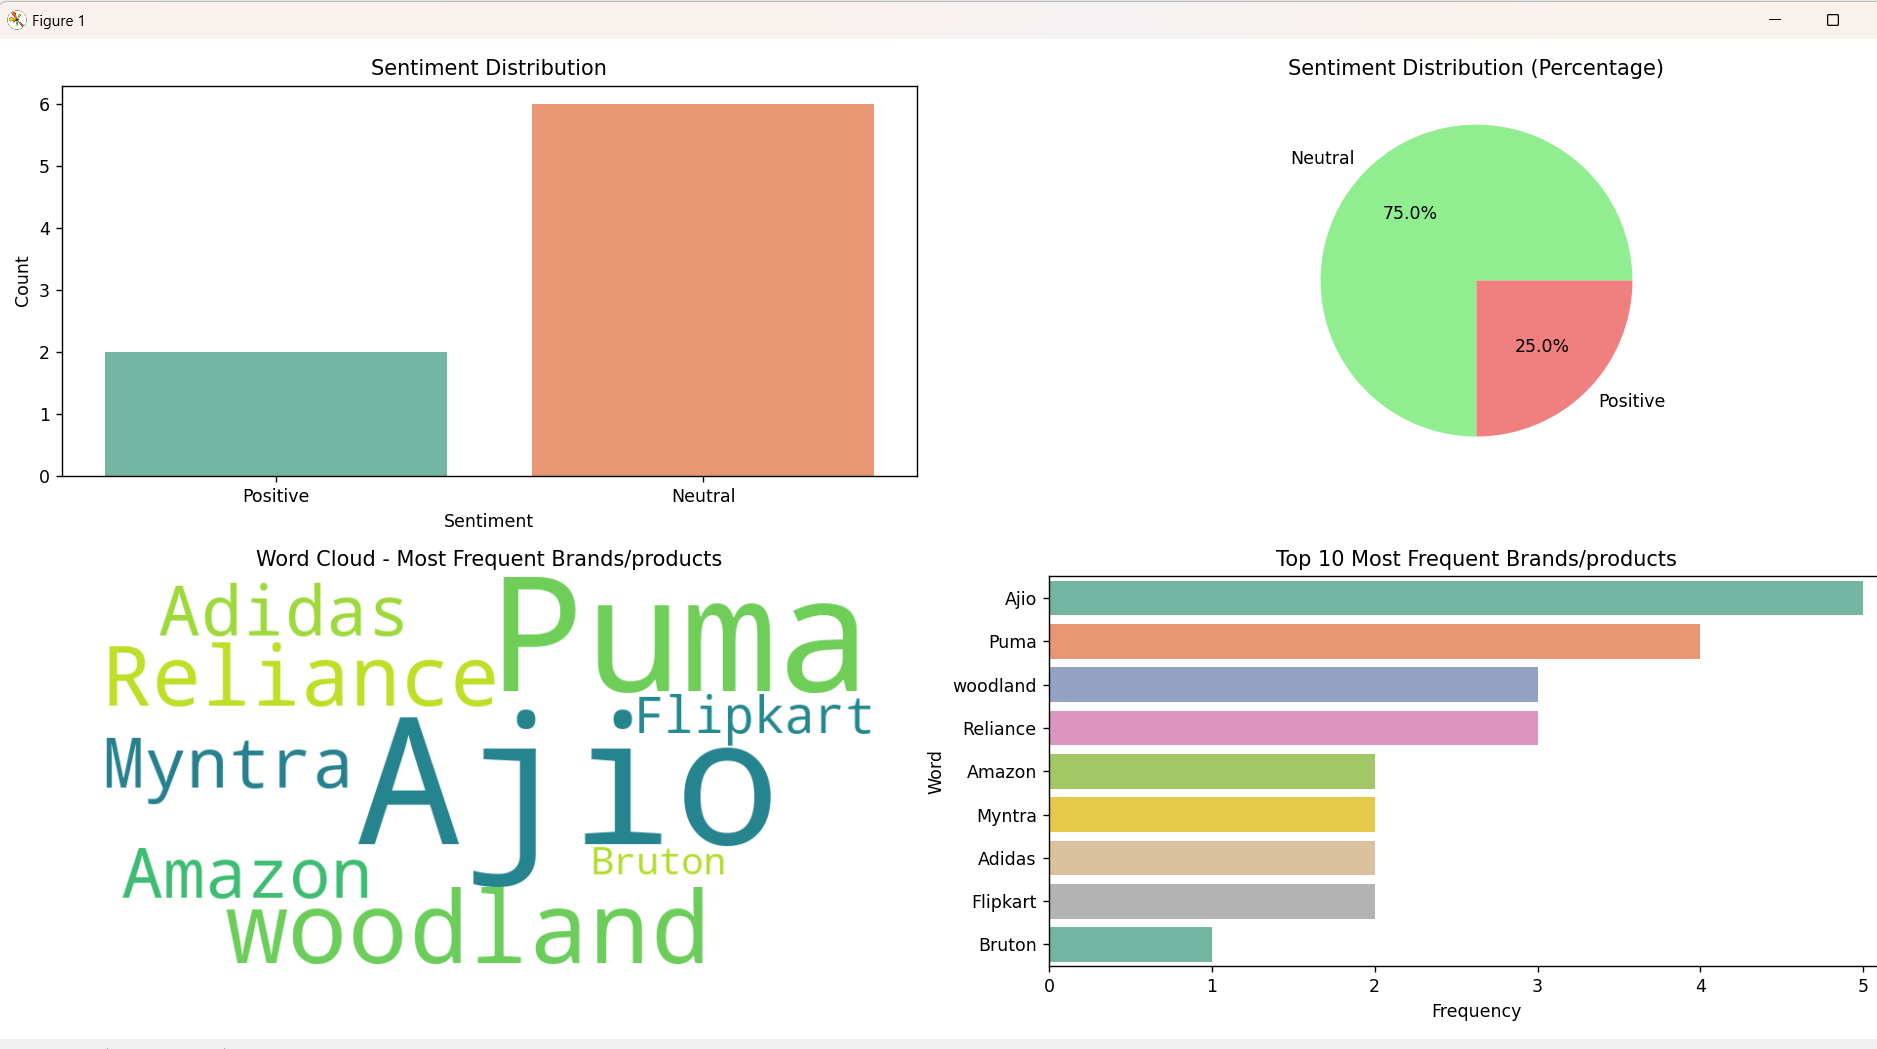 Figure 1
Sentiment Distribution
6
5
4
3
2
1
0
Count
Positive Neutral
Sentiment
Sentiment Distribution (Percentage)
Neutral
75.0%
25.0%
Positive
Word Cloud - Most Frequent Brands/products
Adidas
Puma
Reliance
Flipkart
Myntra
Ajio
Amazon
Bruton
woodland
Top 10 Most Frequent Brands/products
Word
Ajio
Puma
woodland
Reliance
Amazon
Myntra
Adidas
Flipkart
Bruton
0 1 2 3 4 5
Frequency